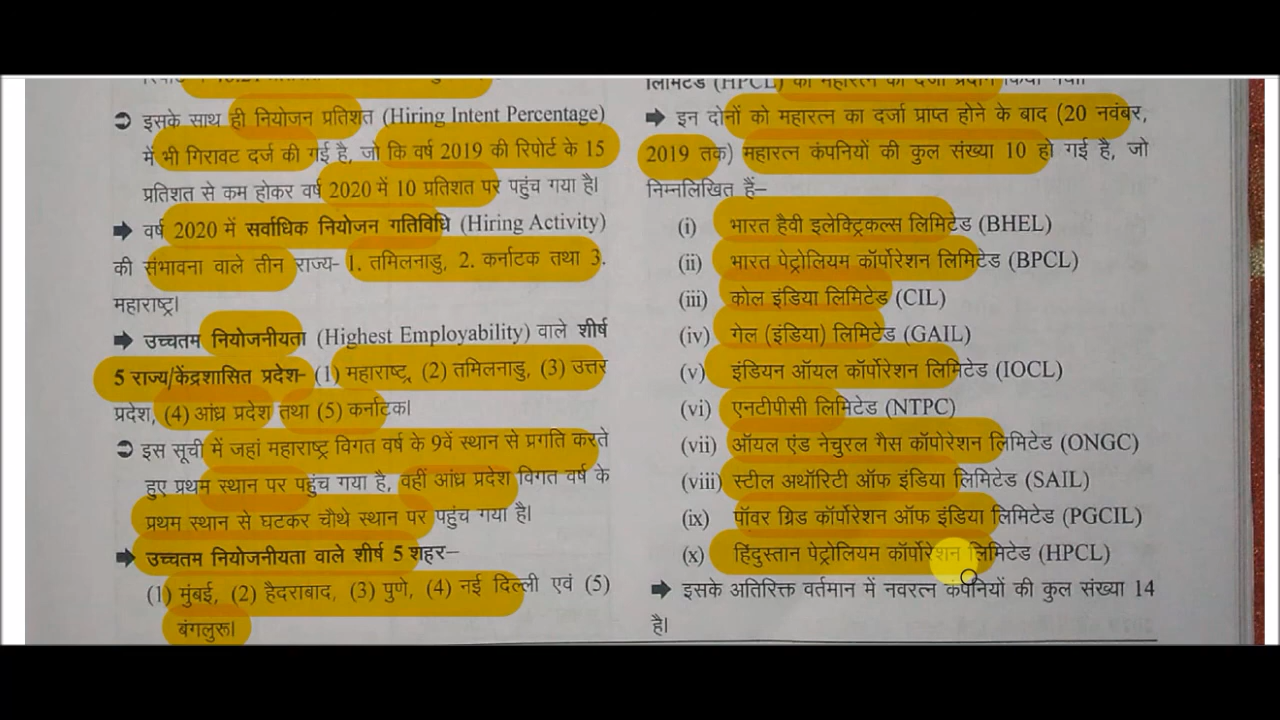 इसके साथ ही नियोजन प्रतिशत (Hiring Intent Percentage)
में भी गिरावट दर्ज की गई है, जो कि वर्ष 2019 की रिपोर्ट के 15
प्रतिशत से कम होकर वर्ष 2020 में 10 प्रतिशत पर पहुंच गया है।
वर्ष 2020 में सर्वाधिक नियोजन गतिविधि (Hiring Activity)
की संभावना वाले तीन राज्य- 1. तमिलनाडु, 2. कर्नाटक तथा 3.
महाराष्ट्र।
उच्चतम नियोजनीयता (Highest Employability) वाले शीर्ष
5 राज्य/केंद्रशासित प्रदेश- (1) महाराष्ट्र, (2) तमिलनाडु, (3) उत्तर
प्रदेश, (4) आंध्र प्रदेश तथा (5) कर्नाटक।
इस सूची में जहां महाराष्ट्र विगत वर्ष के 9वें स्थान से प्रगति करते
हुए प्रथम स्थान पर पहुंच गया है, वहीं आंध्र प्रदेश विगत वर्ष के
प्रथम स्थान से घटकर चौथे स्थान पर पहुंच गया है।
उच्चतम नियोजनीयता वाले शीर्ष 5 शहर–
(1) मुंबई, (2) हैदराबाद, (3) पुणे, (4) नई दिल्ली एवं (5)
बंगलुरू।
लिमिटेड (HPCL) को महारत्न का दर्जा प्रदान किया गया।
इन दोनों को महारत्न का दर्जा प्राप्त होने के बाद (20 नवंबर,
2019 तक) महारत्न कंपनियों की कुल संख्या 10 हो गई है, जो
निम्नलिखित हैं–
(i) भारत हैवी इलेक्ट्रिकल्स लिमिटेड (BHEL)
(ii) भारत पेट्रोलियम कॉर्पोरेशन लिमिटेड (BPCL)
(iii) कोल इंडिया लिमिटेड (CIL)
(iv) गेल (इंडिया) लिमिटेड (GAIL)
(v) इंडियन ऑयल कॉर्पोरेशन लिमिटेड (IOCL)
(vi) एनटीपीसी लिमिटेड (NTPC)
(vii) ऑयल एंड नेचुरल गैस कॉपोरेशन लिमिटेड (ONGC)
(viii) स्टील अथॉरिटी ऑफ इंडिया लिमिटेड (SAIL)
(ix) पॉवर ग्रिड कॉर्पोरेशन ऑफ इंडिया लिमिटेड (PGCIL)
(x) हिंदुस्तान पेट्रोलियम कॉर्पोरेशन लिमिटेड (HPCL)
इसके अतिरिक्त वर्तमान में नवरत्न कंपनियों की कुल संख्या 14
है।